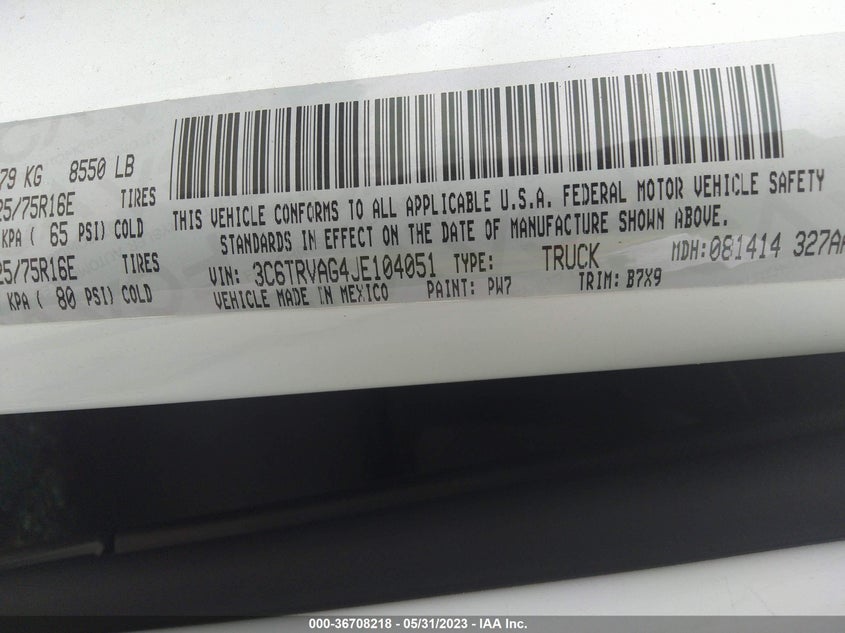 79 KG 8550 LB
25/75R16E TIRES
KPA ( 65 PSI) COLD
25/75R16E TIRES
KPA ( 80 PSI) COLD
THIS VEHICLE CONFORMS TO ALL APPLICABLE U.S.A. FEDERAL MOTOR VEHICLE SAFETY
STANDARDS IN EFFECT ON THE DATE OF MANUFACTURE SHOWN ABOVE.
VIN: 3C6TRVAG4JE104051 TYPE: TRUCK MDH: 081414 327AA
VEHICLE MADE IN MEXICO PAINT: PW7 TRIM: B7X9
000-36708218 - 05/31/2023 - IAA Inc.